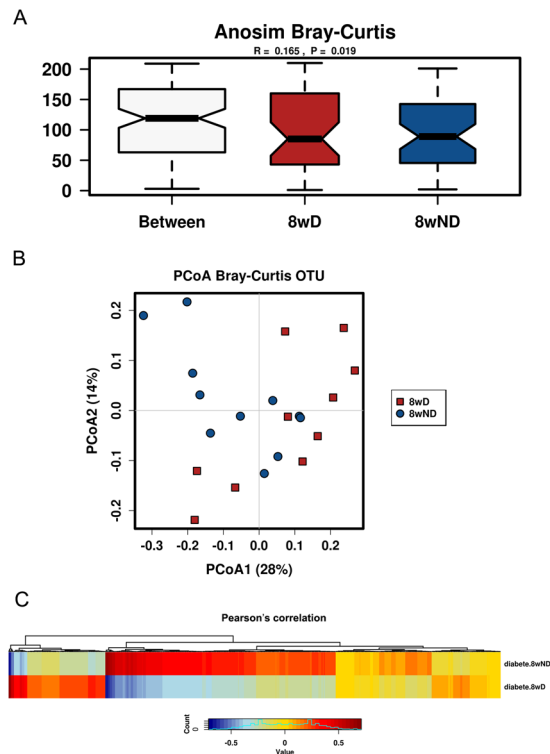 A
Anosim Bray-Curtis
R = 0.165 , P = 0.019
200
150
100
50
0
Between 8wD 8wND
B
PCoA Bray-Curtis OTU
PCoA2 (14%)
0.2
0.1
0.0
-0.1
-0.2
-0.3 -0.2 -0.1 0.0 0.1 0.2
PCoA1 (28%)
8wD
8wND
C
Pearson's correlation
diabete.8wND
diabete.8wD
Count
0
-0.5 0 0.5
Value